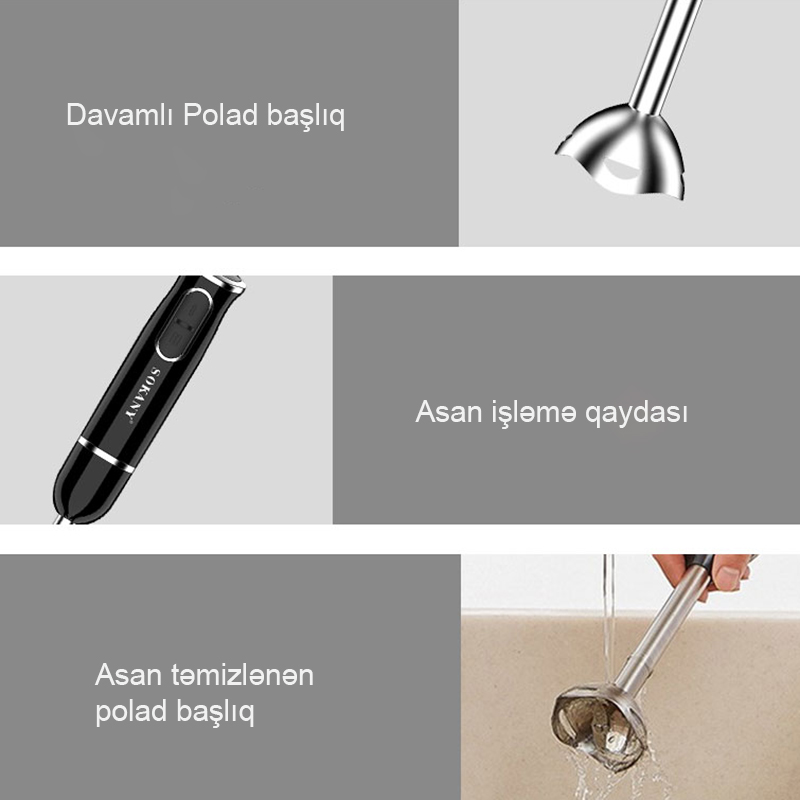 Davamlı Polad başlıq
SOKANY
Asan işləmə qaydası
Asan təmizlənən
polad başlıq